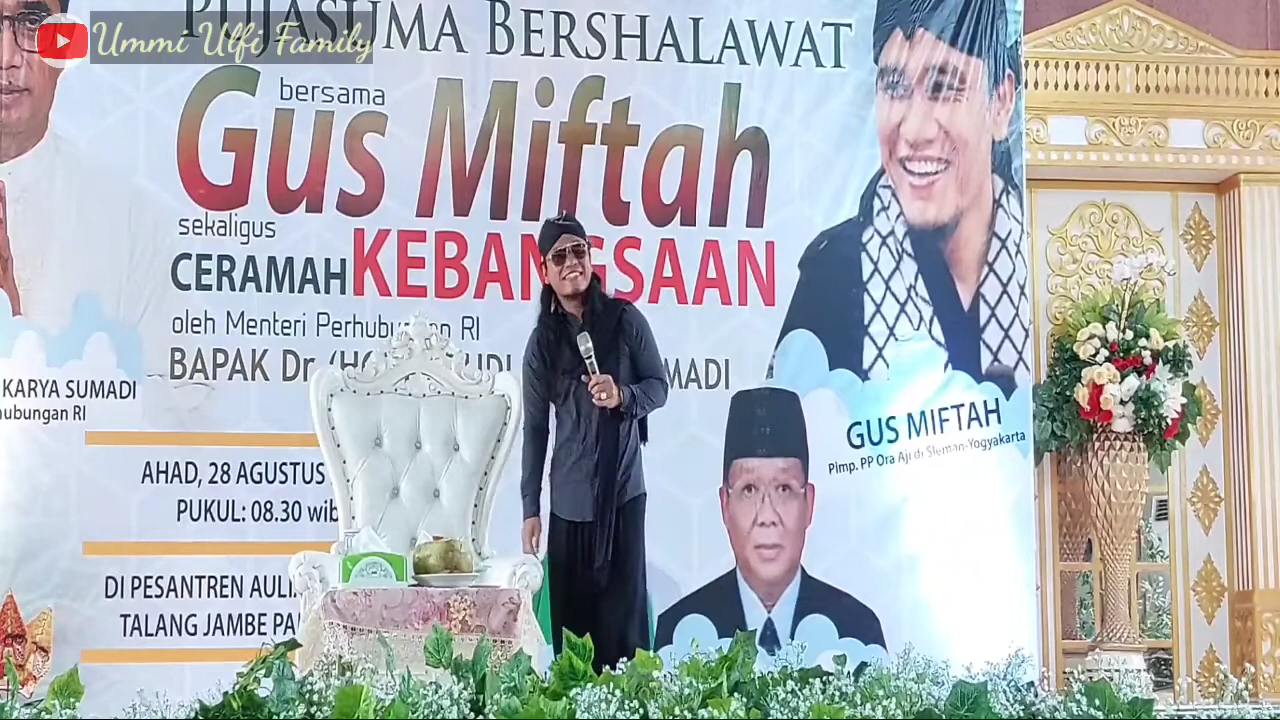 Ummi Ulfi Family
PUJASUMA BERSHALAWAT
bersama
Gus Miftah
sekaligus
CERAMAH KEBANGSAAN
oleh Menteri Perhubungan RI
BAPAK Dr. UDI SUMADI
KARYA SUMADI
hubungan RI
AHAD, 28 AGUSTUS
PUKUL: 08.30 wib
DI PESANTREN AULI
TALANG JAMBE PA
GUS MIFTAH
Pimp. PP Ora Aji di Sleman-Yogyakarta